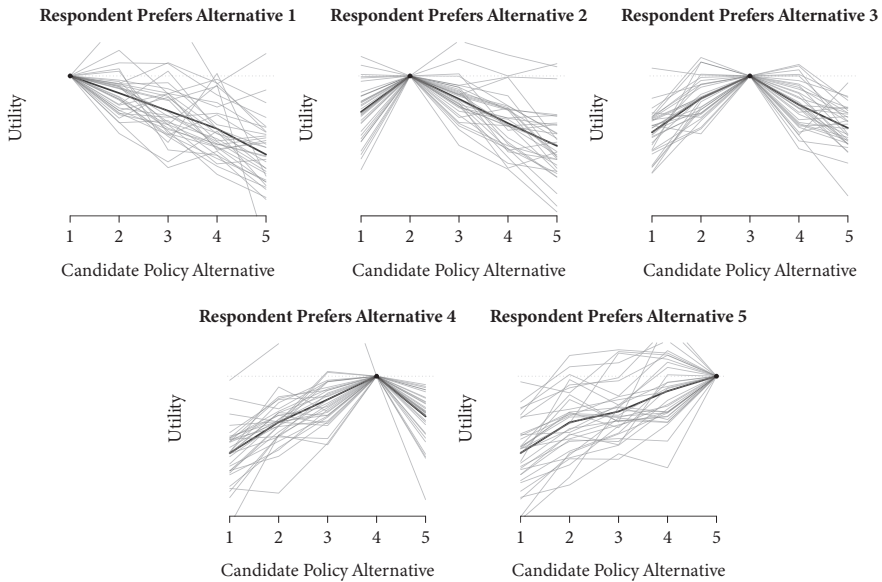 Respondent Prefers Alternative 1
Respondent Prefers Alternative 2
Respondent Prefers Alternative 3
Utility
Utility
Utility
1 2 3 4 5
1 2 3 4 5
1 2 3 4 5
Candidate Policy Alternative
Candidate Policy Alternative
Candidate Policy Alternative
Respondent Prefers Alternative 4
Respondent Prefers Alternative 5
Utility
Utility
1 2 3 4 5
1 2 3 4 5
Candidate Policy Alternative
Candidate Policy Alternative